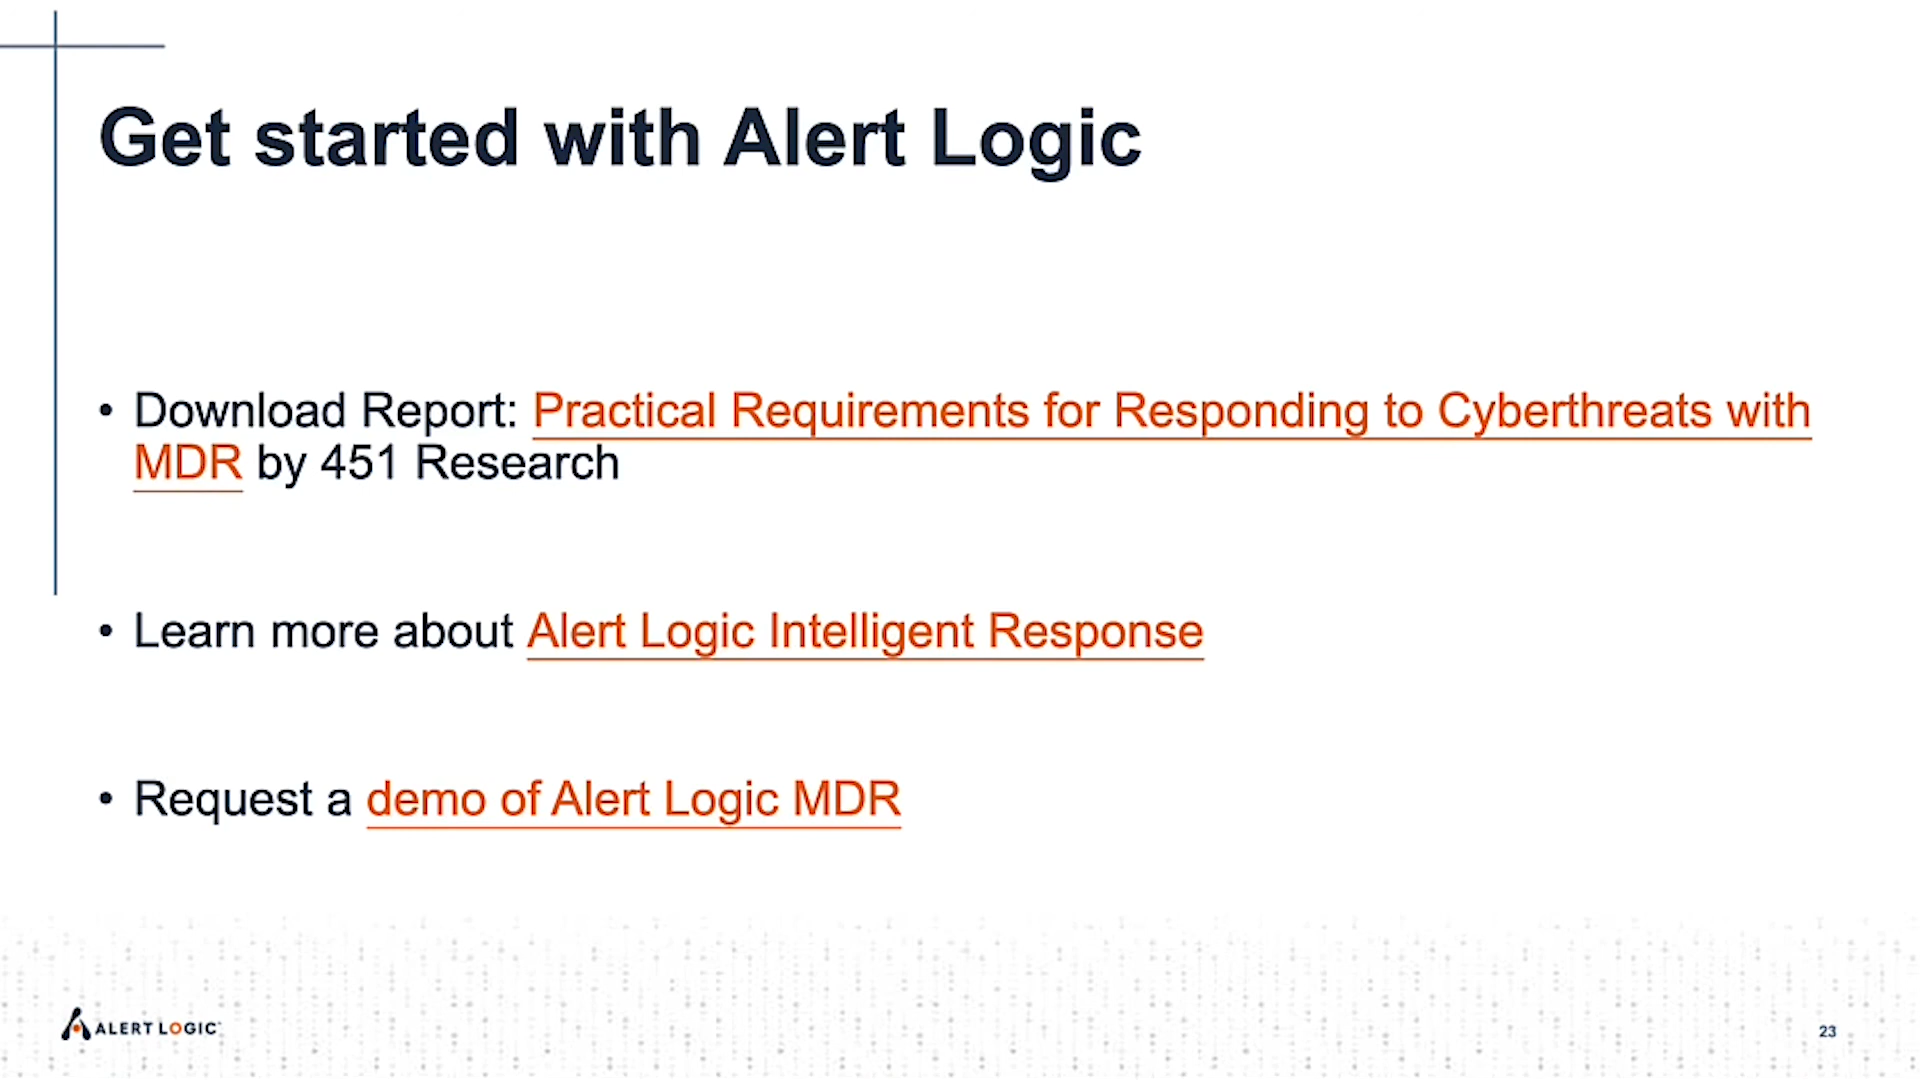 Get started with Alert Logic
• Download Report: Practical Requirements for Responding to Cyberthreats with
MDR by 451 Research
• Learn more about Alert Logic Intelligent Response
• Request a demo of Alert Logic MDR
ALERT LOGIC
23